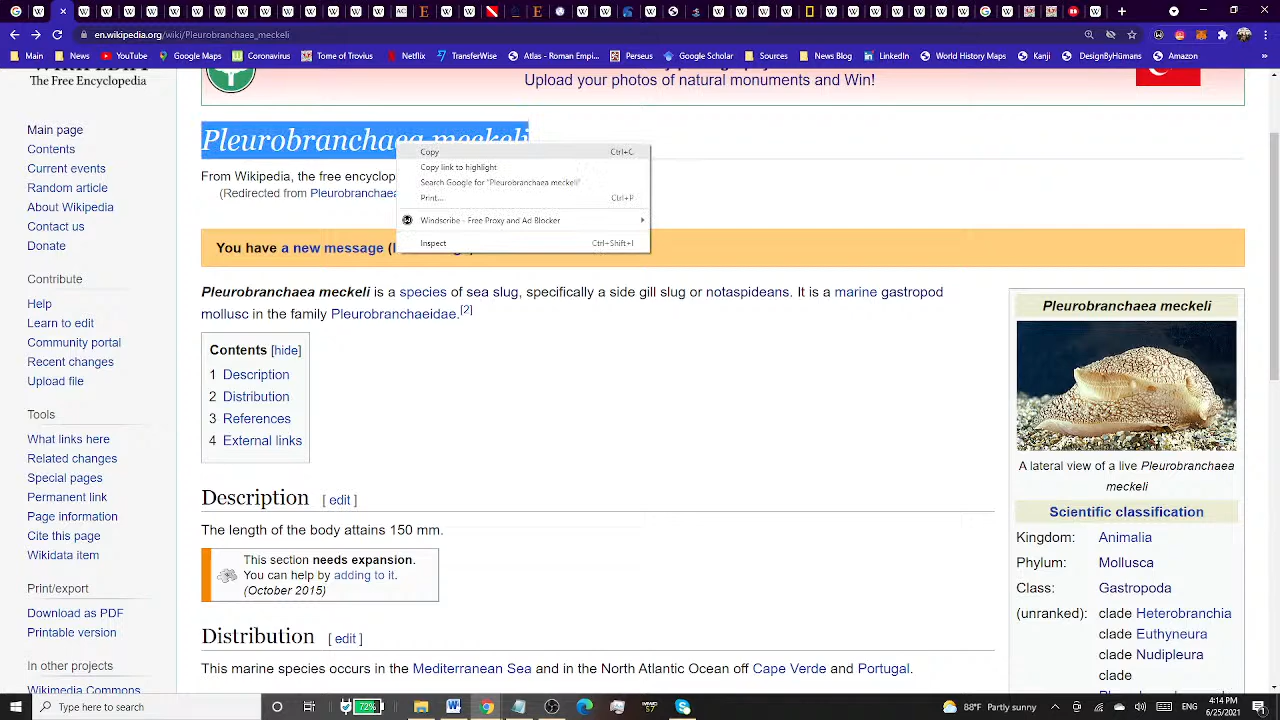 en.wikipedia.org/wiki/Pleurobranchaea_meckeli
Main
News
YouTube
Google Maps
Coronavirus
Tome of Trovius
Netflix
TransferWise
Atlas - Roman Empi...
Perseus
Google Scholar
Sources
News Blog
LinkedIn
World History Maps
Kanji
DesignByHumans
Amazon
The Free Encyclopedia
Main page
Contents
Current events
Random article
About Wikipedia
Contact us
Donate
Contribute
Help
Learn to edit
Community portal
Recent changes
Upload file
Tools
What links here
Related changes
Special pages
Permanent link
Page information
Cite this page
Wikidata item
Print/export
Download as PDF
Printable version
In other projects
Wikimedia Commons
Upload your photos of natural monuments and Win!
Pleurobranchaea meckeli
From Wikipedia, the free encyclop
(Redirected from Pleurobranchaea
Copy Ctrl+C
Copy link to highlight
Search Google for "Pleurobranchaea meckeli"
Print... Ctrl+P
Windscribe - Free Proxy and Ad Blocker
Inspect Ctrl+Shift+I
You have a new message (
Pleurobranchaea meckeli is a species of sea slug, specifically a side gill slug or notaspideans. It is a marine gastropod
mollusc in the family Pleurobranchaeidae.[2]
Contents [hide]
1 Description
2 Distribution
3 References
4 External links
Description [ edit ]
The length of the body attains 150 mm.
This section needs expansion.
You can help by adding to it.
(October 2015)
Distribution [ edit ]
This marine species occurs in the Mediterranean Sea and in the North Atlantic Ocean off Cape Verde and Portugal.
Pleurobranchaea meckeli
A lateral view of a live Pleurobranchaea
meckeli
Scientific classification
Kingdom: Animalia
Phylum: Mollusca
Class: Gastropoda
(unranked): clade Heterobranchia
clade Euthyneura
clade Nudipleura
clade
Type here to search
72%
88°F Partly sunny
ENG
4:14 PM
6/25/2021